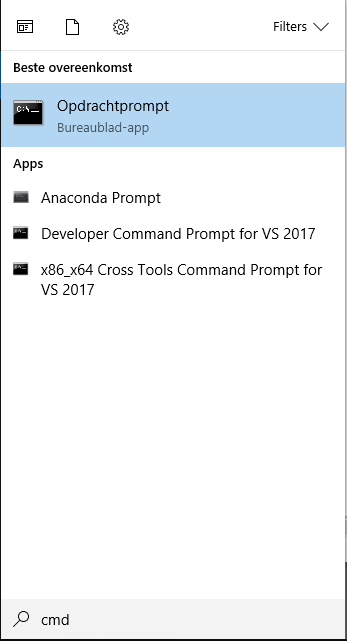 Filters
Beste overeenkomst
Opdrachtprompt
Bureaublad-app
Apps
Anaconda Prompt
Developer Command Prompt for VS 2017
x86_x64 Cross Tools Command Prompt for
VS 2017
cmd